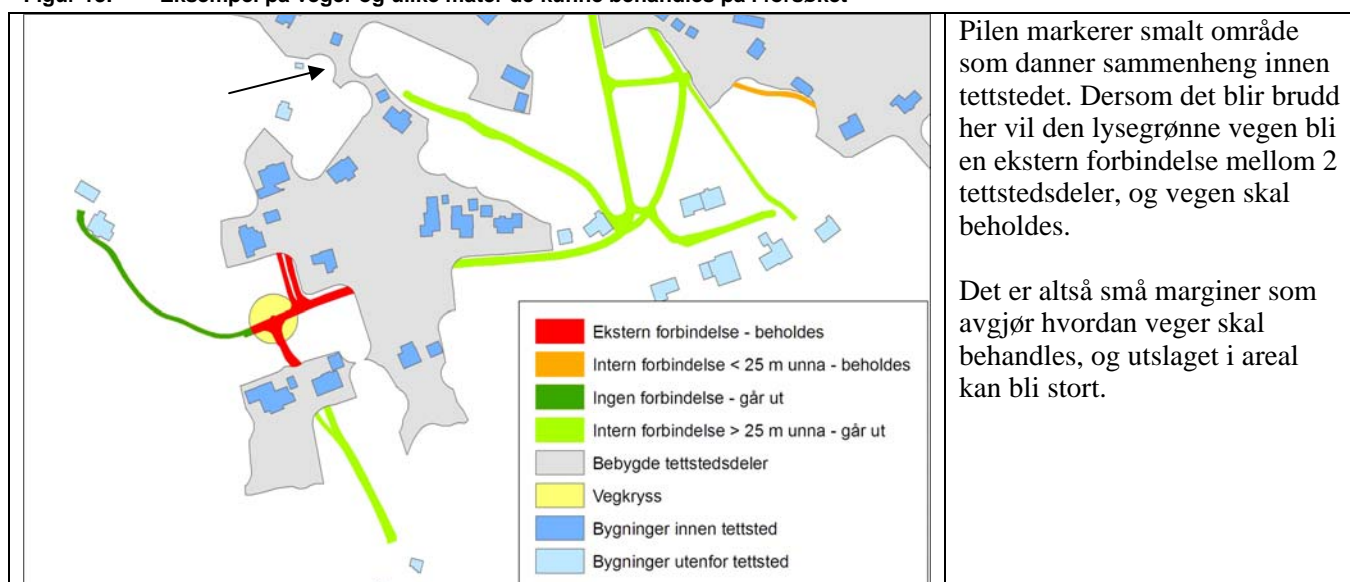 Pilen markerer smalt område
som danner sammenheng innen
tettstedet. Dersom det blir brudd
her vil den lysegrønne vegen bli
en ekstern forbindelse mellom 2
tettstedsdeler, og vegen skal
beholdes.
Det er altså små marginer som
avgjør hvordan veger skal
behandles, og utslaget i areal
kan bli stort.
Ekstern forbindelse - beholdes
Intern forbindelse < 25 m unna - beholdes
Ingen forbindelse - går ut
Intern forbindelse > 25 m unna - går ut
Bebygde tettstedsdeler
Vegkryss
Bygninger innen tettsted
Bygninger utenfor tettsted